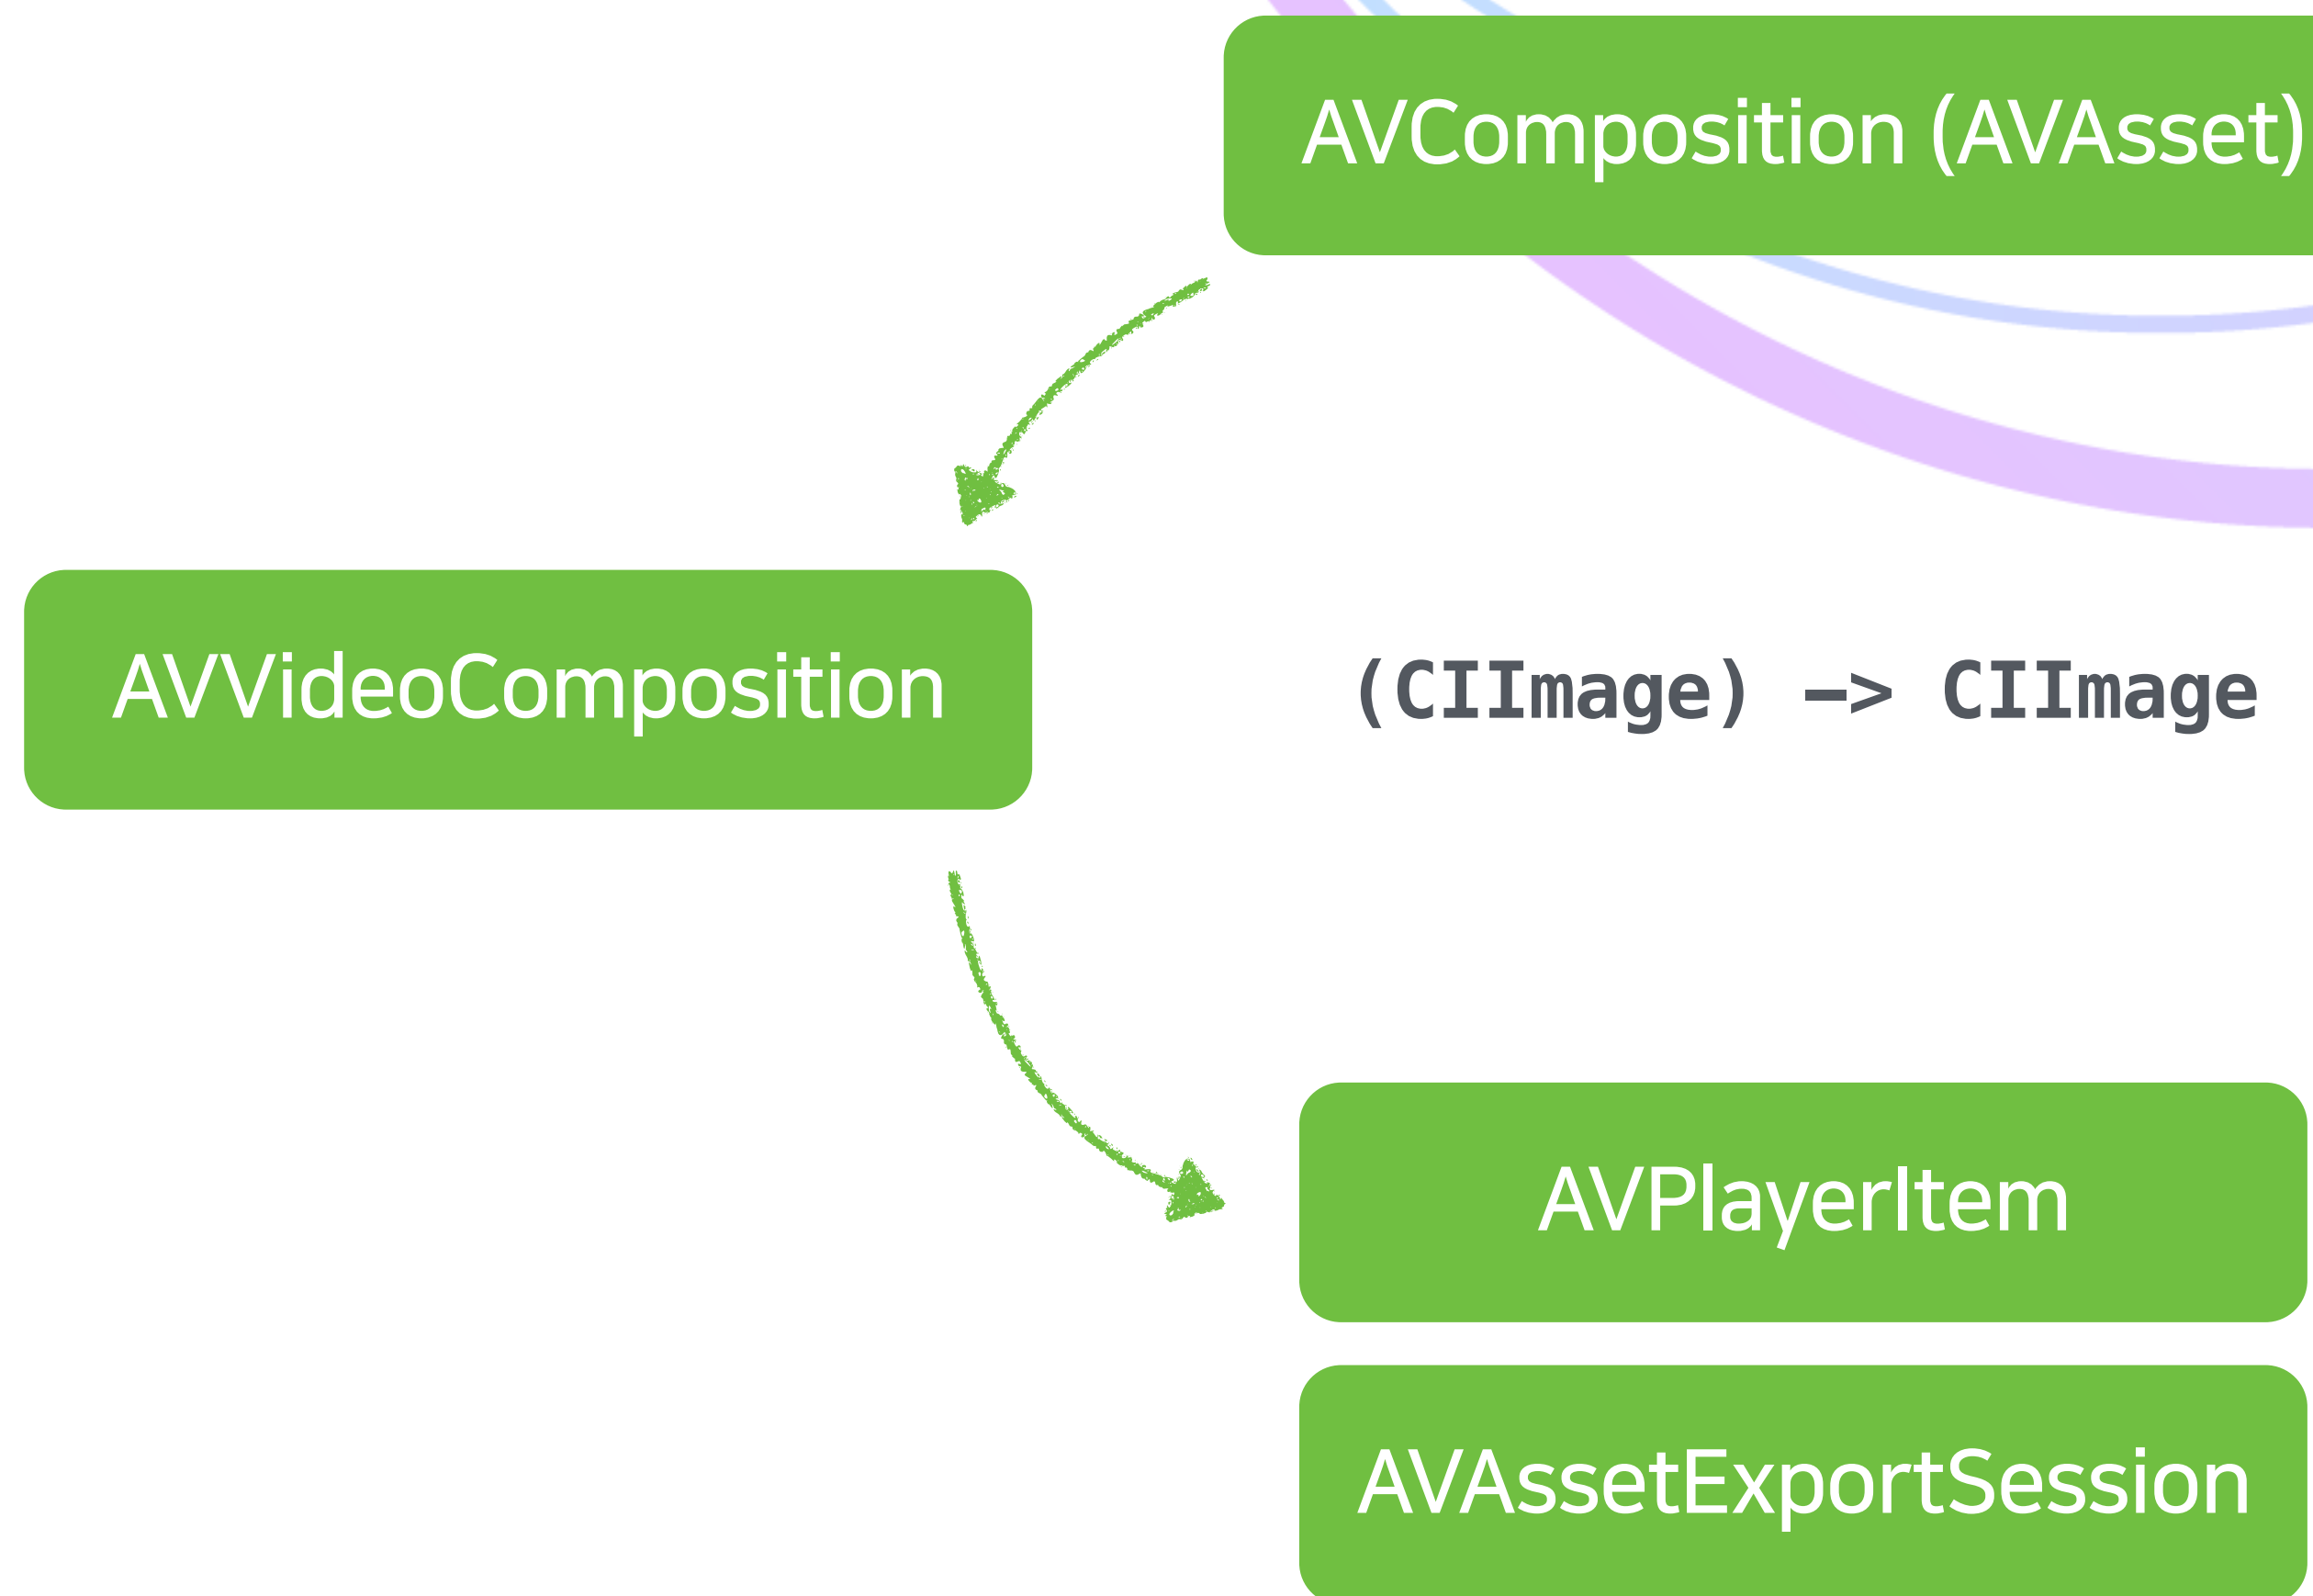 AVComposition (AVAsset)
AVVideoComposition
(CIImage) -> CIImage
AVPlayerItem
AVAssetExportSession